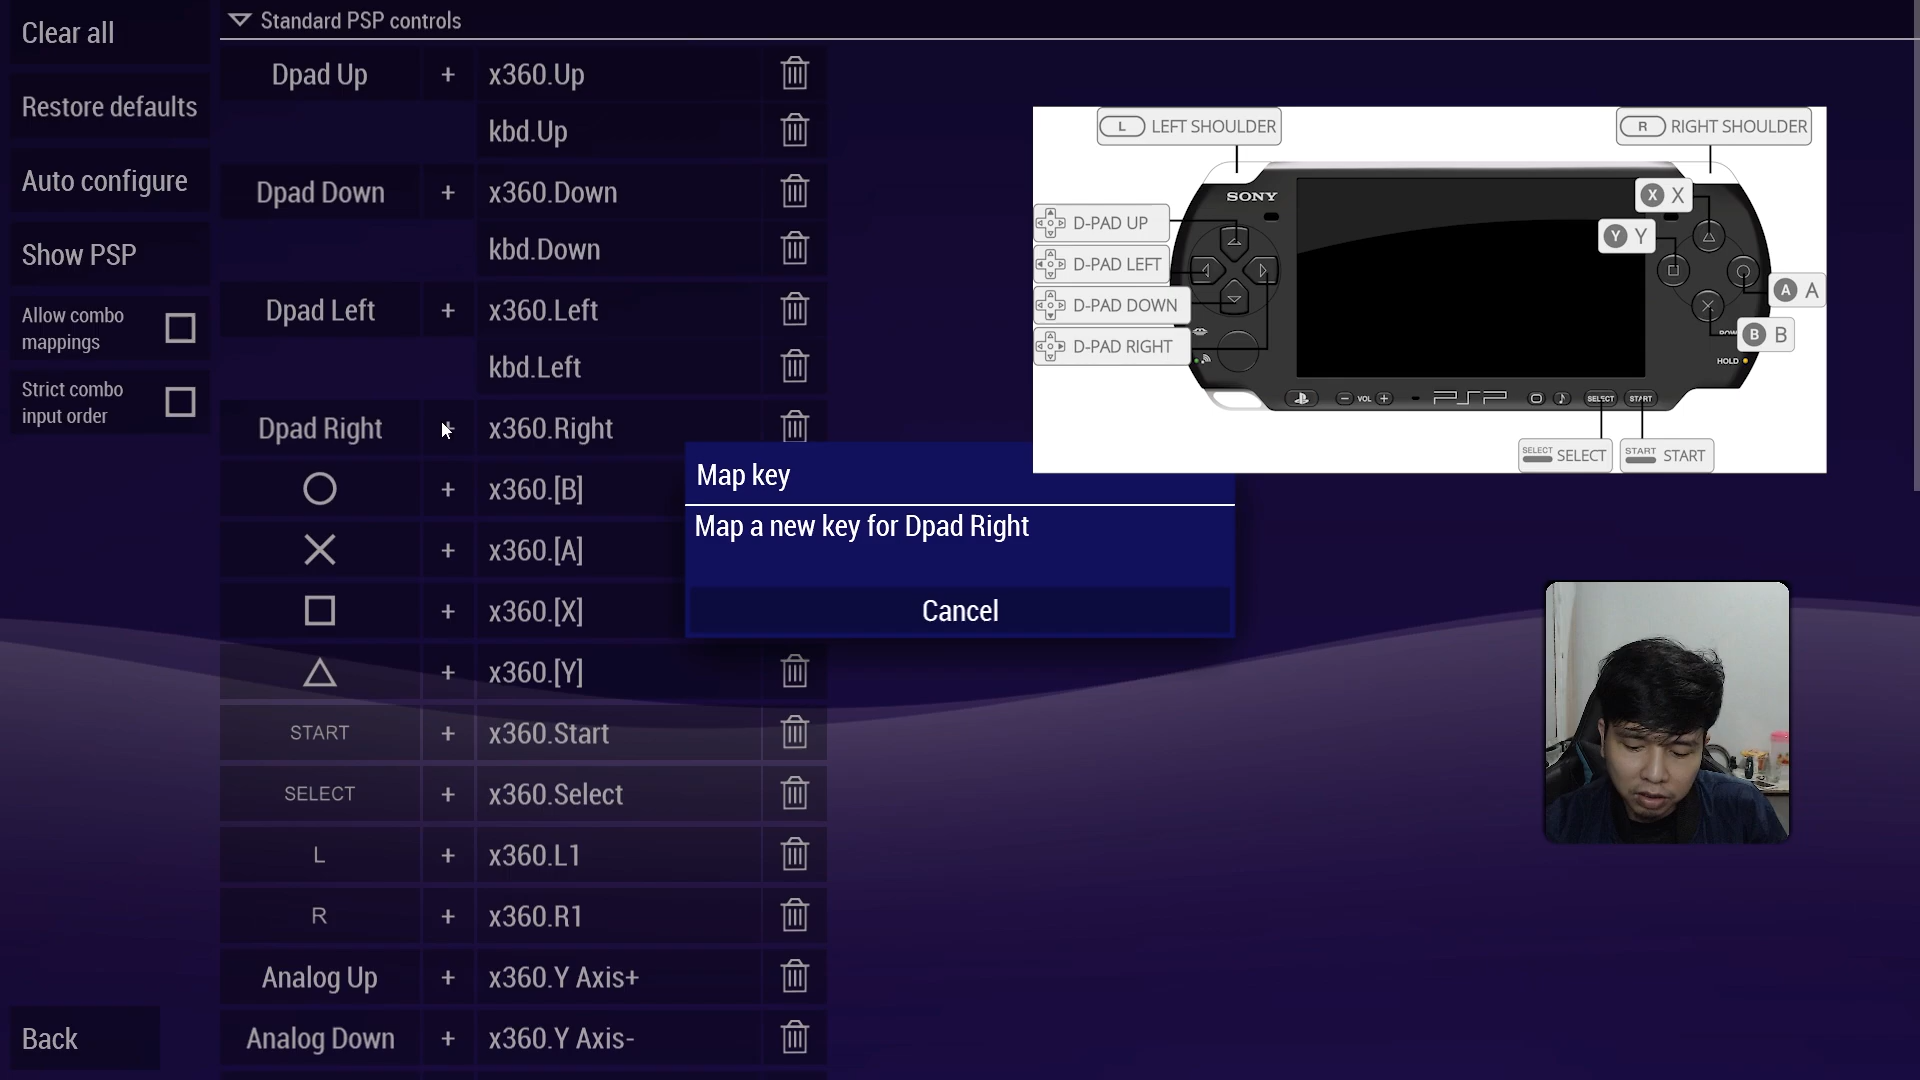 Clear all
Restore defaults
Auto configure
Show PSP
Allow combo
mappings
Strict combo
input order
Back
Standard PSP controls
Dpad Up + x360.Up
kbd.Up
Dpad Down + x360.Down
kbd.Down
Dpad Left + x360.Left
kbd.Left
Dpad Right x360.Right
+ x360.[B]
+ x360.[A]
+ x360.[X]
+ x360.[Y]
START + x360.Start
SELECT + x360.Select
L + x360.L1
R + x360.R1
Analog Up + x360.Y Axis+
Analog Down + x360.Y Axis-
Map key
Map a new key for Dpad Right
Cancel
L LEFT SHOULDER
R RIGHT SHOULDER
SONY
X X
Y Y
A A
B B
D-PAD UP
D-PAD LEFT
D-PAD DOWN
D-PAD RIGHT
HOLD
VOL
PSP
SELECT
START
SELECT SELECT
START START